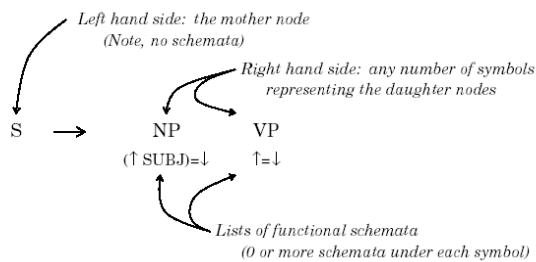 Left hand side: the mother node
(Note, no schemata)
Right hand side: any number of symbols
representing the daughter nodes
S → NP VP
(↑ SUBJ)=↓ ↑=↓
Lists of functional schemata
(0 or more schemata under each symbol)